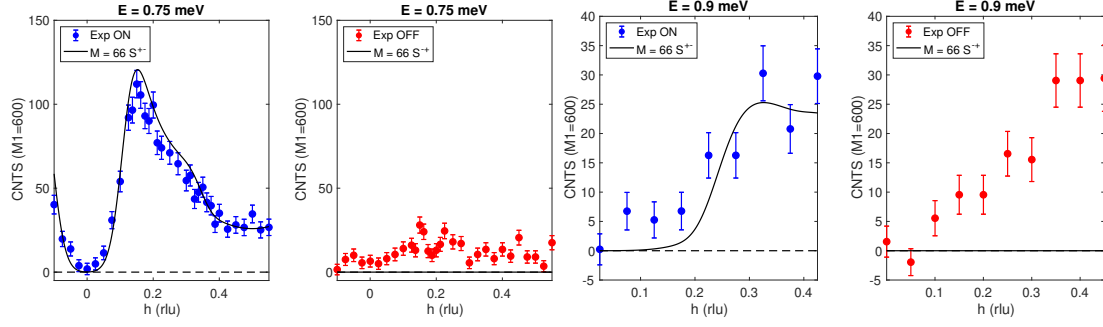 E = 0.75 meV
Exp ON
M = 66 S⁺⁻
CNTS (M1=600)
150
100
50
0
0 0.2 0.4
h (rlu)
E = 0.75 meV
Exp OFF
M = 66 S⁻⁺
CNTS (M1=600)
150
100
50
0
0 0.2 0.4
h (rlu)
E = 0.9 meV
Exp ON
M = 66 S⁺⁻
CNTS (M1=600)
40
35
30
25
20
15
10
5
0
-5
0.1 0.2 0.3 0.4
h (rlu)
E = 0.9 meV
Exp OFF
M = 66 S⁻⁺
CNTS (M1=600)
40
35
30
25
20
15
10
5
0
-5
0.1 0.2 0.3 0.4
h (rlu)